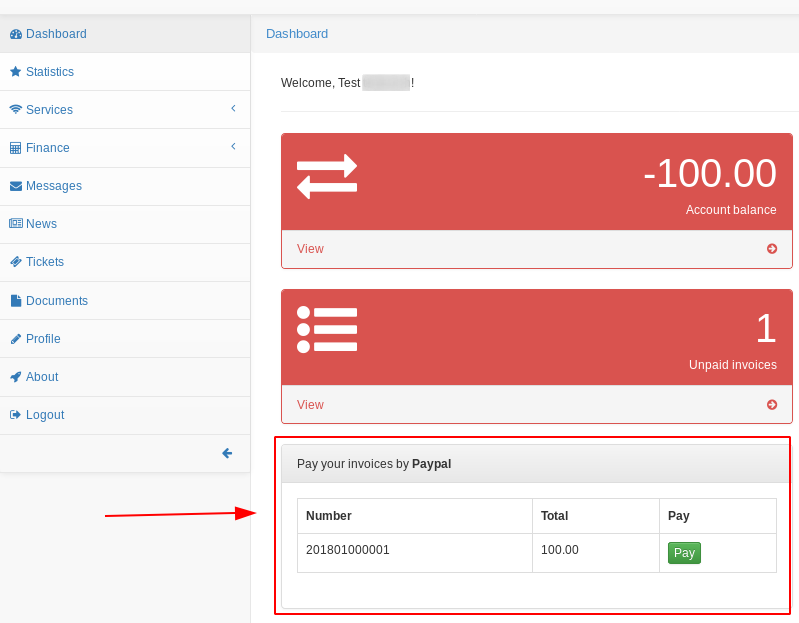 Dashboard
Statistics
Services
Finance
Messages
News
Tickets
Documents
Profile
About
Logout
Dashboard
Welcome, Test !
-100.00
Account balance
View
1
Unpaid invoices
View
Pay your invoices by Paypal
Number Total Pay
201801000001 100.00 Pay